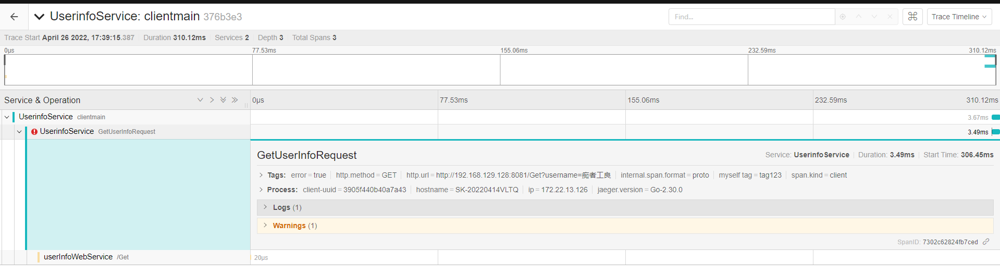 UserinfoService: clientmain 376b3e3
Find...
Trace Timeline
Trace Start April 26 2022, 17:39:15.387 Duration 310.12ms Services 2 Depth 3 Total Spans 3
0μs 77.53ms 155.06ms 232.59ms 310.12ms
Service & Operation 0μs 77.53ms 155.06ms 232.59ms 310.12ms
UserinfoService clientmain 3.67ms
UserinfoService GetUserInfoRequest 3.49ms
GetUserInfoRequest Service: UserinfoService Duration: 3.49ms Start Time: 306.45ms
Tags: error = true http.method = GET http.url = http://192.168.129.128:8081/Get?username=痴者工良 internal.span.format = proto myself tag = tag123 span.kind = client
Process: client-uuid = 3905f440b40a7a43 hostname = SK-20220414VLTQ ip = 172.22.13.126 jaeger.version = Go-2.30.0
Logs (1)
Warnings (1)
SpanID: 7302c62824fb7ced
userInfoWebService /Get 20μs